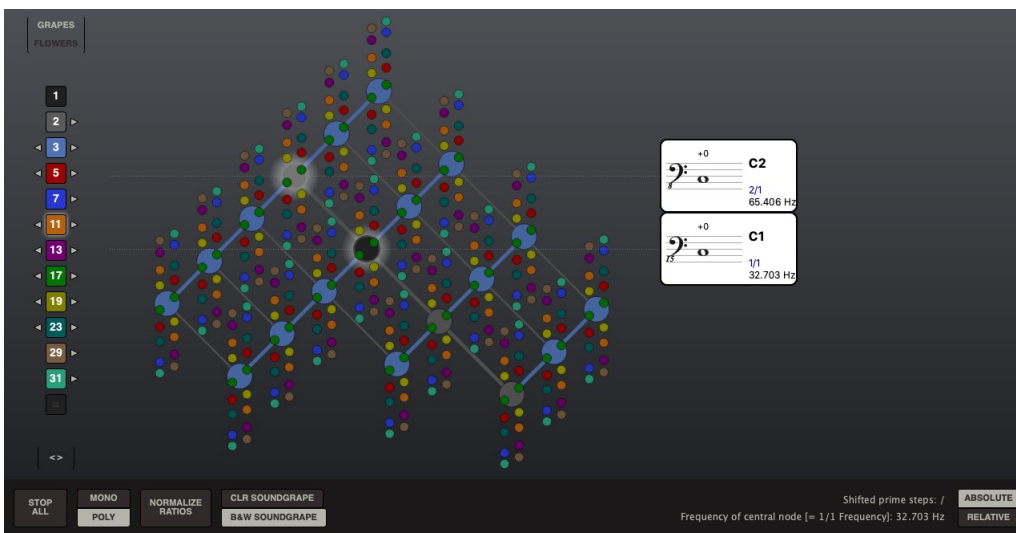 GRAPES
FLOWERS
1
2
3
5
7
11
13
17
19
23
29
31
=
<>
+0
C2
8
2/1
65.406 Hz
+0
C1
15
1/1
32.703 Hz
STOP
ALL
MONO
POLY
NORMALIZE
RATIOS
CLR SOUNDGRAPE
B&W SOUNDGRAPE
Shifted prime steps: /
Frequency of central node [= 1/1 Frequency]: 32.703 Hz
ABSOLUTE
RELATIVE